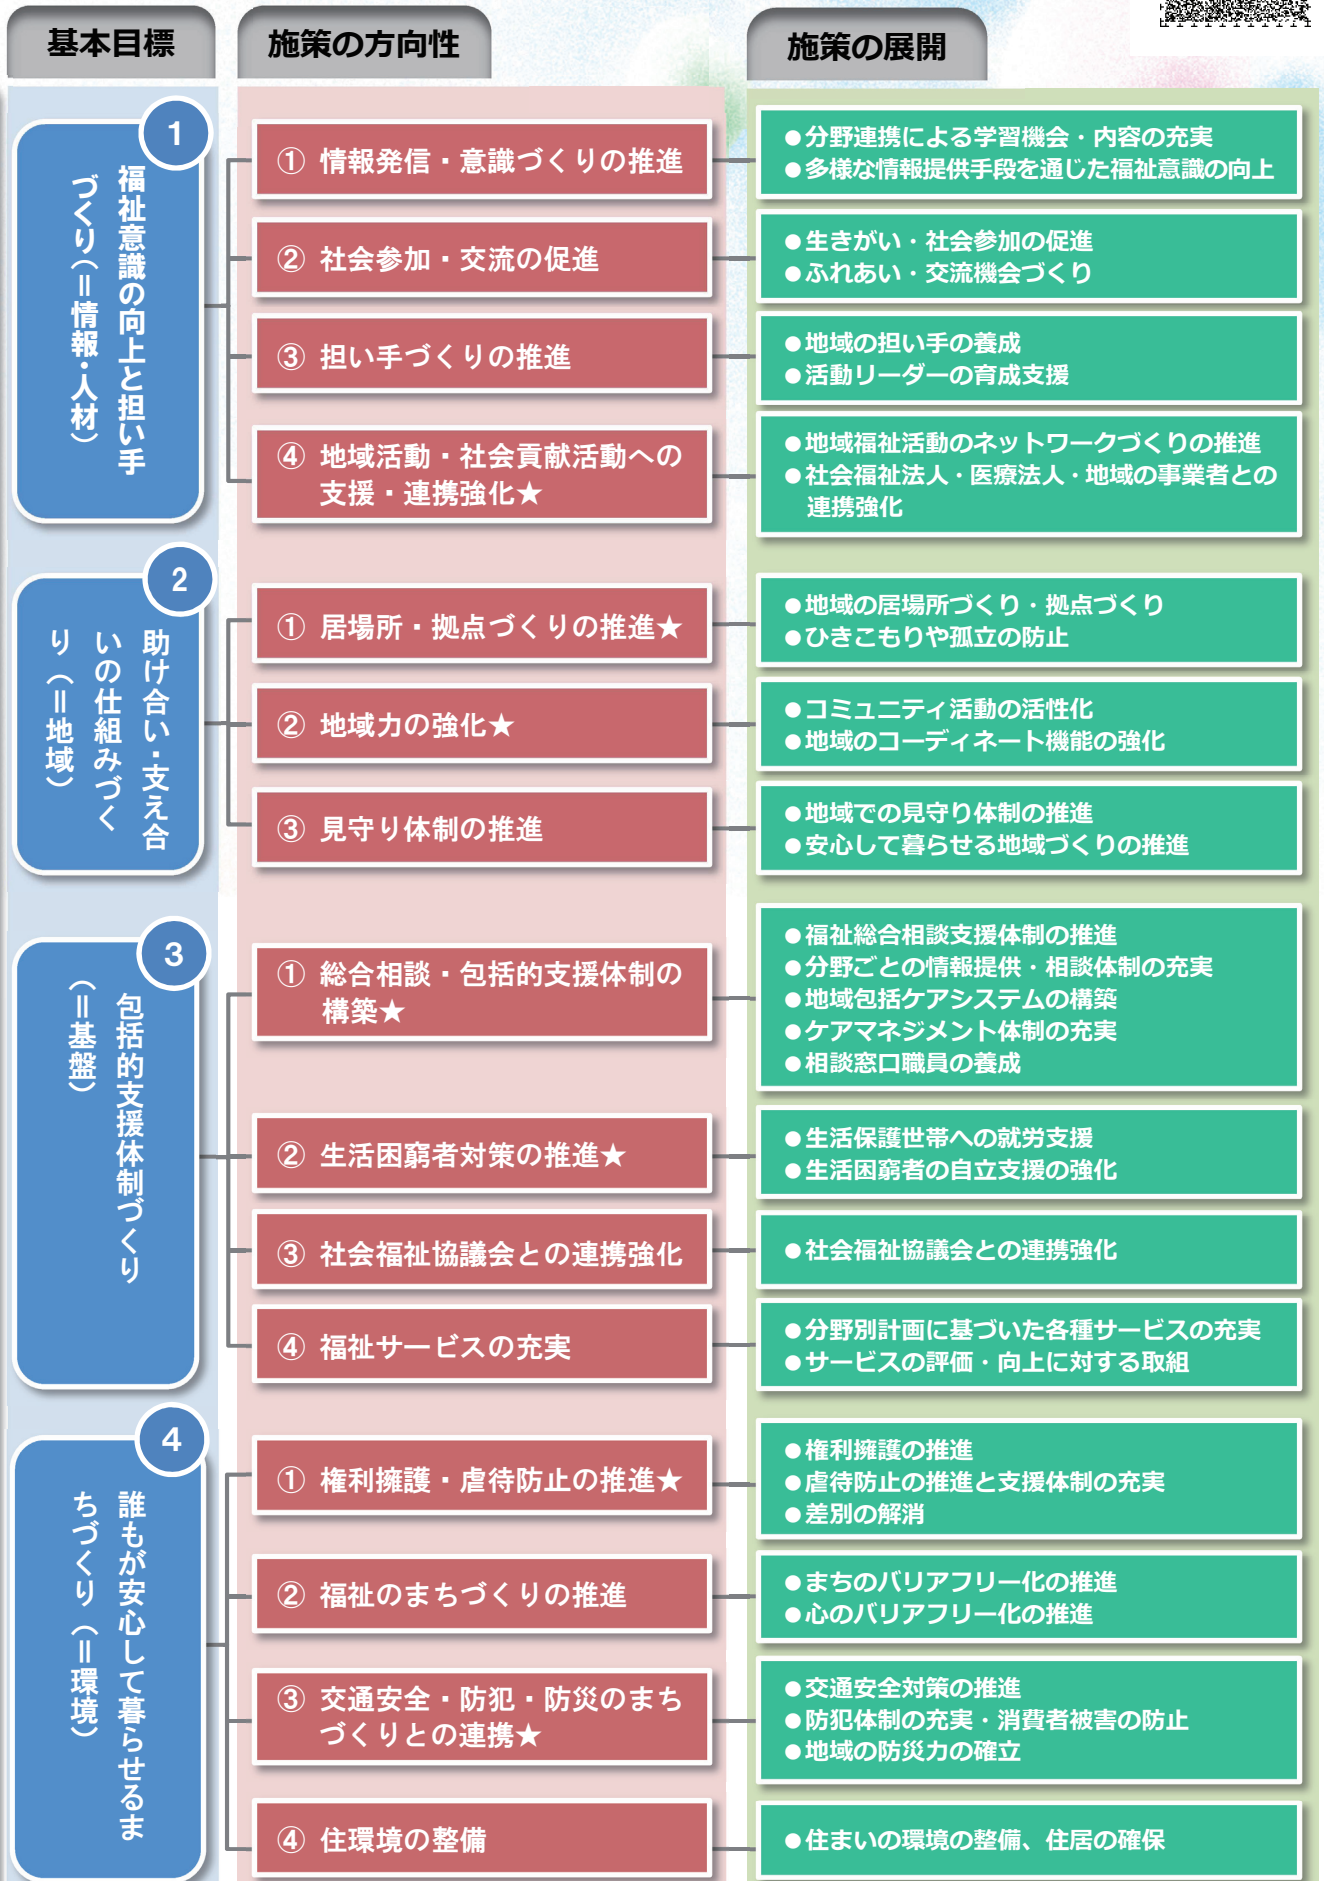 基本目標
施策の方向性
施策の展開
1
福祉意識の向上と担い手
づくり（＝情報・人材）
① 情報発信・意識づくりの推進
●分野連携による学習機会・内容の充実
●多様な情報提供手段を通じた福祉意識の向上
② 社会参加・交流の促進
●生きがい・社会参加の促進
●ふれあい・交流機会づくり
③ 担い手づくりの推進
●地域の担い手の養成
●活動リーダーの育成支援
④ 地域活動・社会貢献活動への
支援・連携強化★
●地域福祉活動のネットワークづくりの推進
●社会福祉法人・医療法人・地域の事業者との
連携強化
2
助け合い・支え合
いの仕組みづく
り（＝地域）
① 居場所・拠点づくりの推進★
●地域の居場所づくり・拠点づくり
●ひきこもりや孤立の防止
② 地域力の強化★
●コミュニティ活動の活性化
●地域のコーディネート機能の強化
③ 見守り体制の推進
●地域での見守り体制の推進
●安心して暮らせる地域づくりの推進
3
包括的支援体制づくり
（＝基盤）
① 総合相談・包括的支援体制の
構築★
●福祉総合相談支援体制の推進
●分野ごとの情報提供・相談体制の充実
●地域包括ケアシステムの構築
●ケアマネジメント体制の充実
●相談窓口職員の養成
② 生活困窮者対策の推進★
●生活保護世帯への就労支援
●生活困窮者の自立支援の強化
③ 社会福祉協議会との連携強化
●社会福祉協議会との連携強化
④ 福祉サービスの充実
●分野別計画に基づいた各種サービスの充実
●サービスの評価・向上に対する取組
4
誰もが安心して暮らせるま
ちづくり（＝環境）
① 権利擁護・虐待防止の推進★
●権利擁護の推進
●虐待防止の推進と支援体制の充実
●差別の解消
② 福祉のまちづくりの推進
●まちのバリアフリー化の推進
●心のバリアフリー化の推進
③ 交通安全・防犯・防災のまち
づくりとの連携★
●交通安全対策の推進
●防犯体制の充実・消費者被害の防止
●地域の防災力の確立
④ 住環境の整備
●住まいの環境の整備、住居の確保